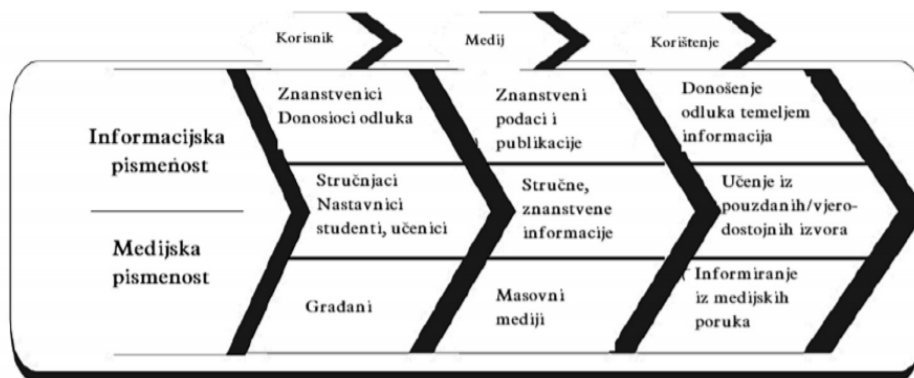 Korisnik
Medij
Korištenje
Informacijska
pismenost
Medijska
pismenost
Znanstvenici
Donosioci odluka
Znanstveni
podaci i
publikacije
Donošenje
odluka temeljem
informacija
Stručnjaci
Nastavnici
studenti, učenici
Stručne,
znanstvene
informacije
Učenje iz
pouzdanih/vjero-
dostojnih izvora
Građani
Masovni
mediji
Informiranje
iz medijskih
poruka